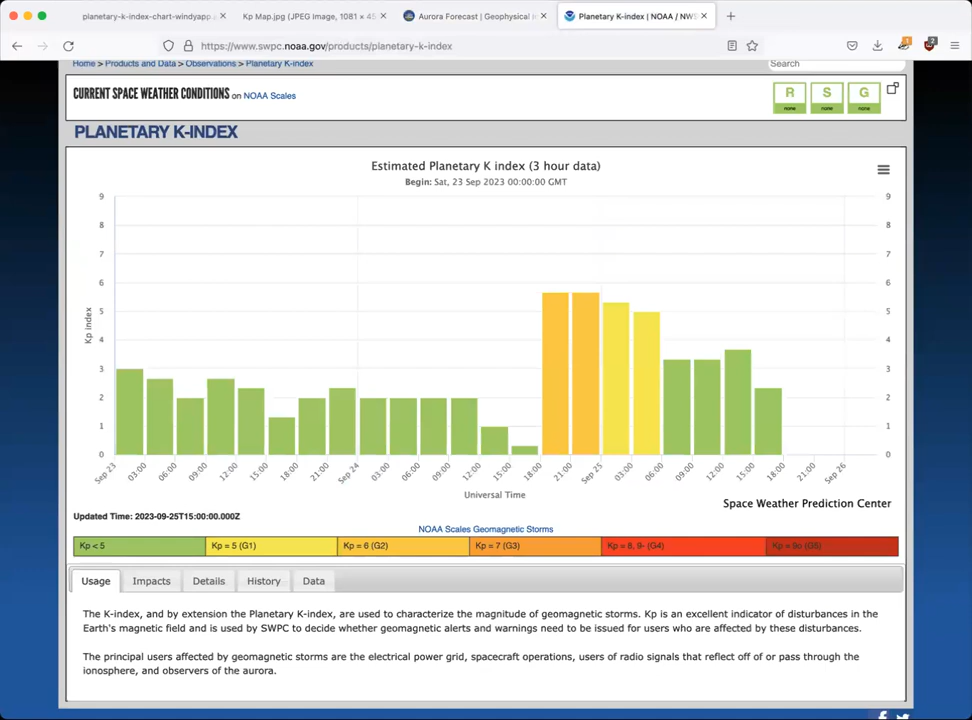 planetary-k-index-chart-windyapp.
Kp Map.jpg (JPEG Image, 1081 × 45
Aurora Forecast | Geophysical I
Planetary K-index | NOAA / NWS
https://www.swpc.noaa.gov/products/planetary-k-index
1
2
Home > Products and Data > Observations > Planetary K-index
Search
CURRENT SPACE WEATHER CONDITIONS on NOAA Scales
R S G
none none none
PLANETARY K-INDEX
Estimated Planetary K index (3 hour data)
Begin: Sat, 23 Sep 2023 00:00:00 GMT
9 9
8 8
7 7
6 6
5 5
4 4
3 3
2 2
1 1
0 0
Kp index
Sep 23 03:00 06:00 09:00 12:00 15:00 18:00 21:00 Sep 24 03:00 06:00 09:00 12:00 15:00 18:00 21:00 Sep 25 03:00 06:00 09:00 12:00 15:00 18:00 21:00 Sep 26
Universal Time
Space Weather Prediction Center
Updated Time: 2023-09-25T15:00:00.000Z
NOAA Scales Geomagnetic Storms
Kp < 5 Kp = 5 (G1) Kp = 6 (G2) Kp = 7 (G3) Kp = 8, 9- (G4) Kp = 9o (G5)
Usage Impacts Details History Data
The K-index, and by extension the Planetary K-index, are used to characterize the magnitude of geomagnetic storms. Kp is an excellent indicator of disturbances in the
Earth's magnetic field and is used by SWPC to decide whether geomagnetic alerts and warnings need to be issued for users who are affected by these disturbances.
The principal users affected by geomagnetic storms are the electrical power grid, spacecraft operations, users of radio signals that reflect off of or pass through the
ionosphere, and observers of the aurora.